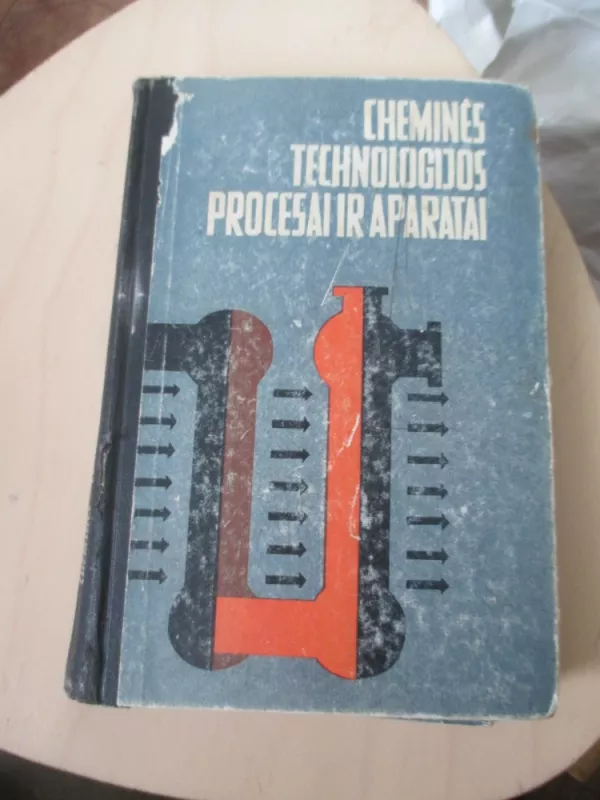 CHEMINĖS
TECHNOLOGIJOS
PROCESAI IR APARATAI